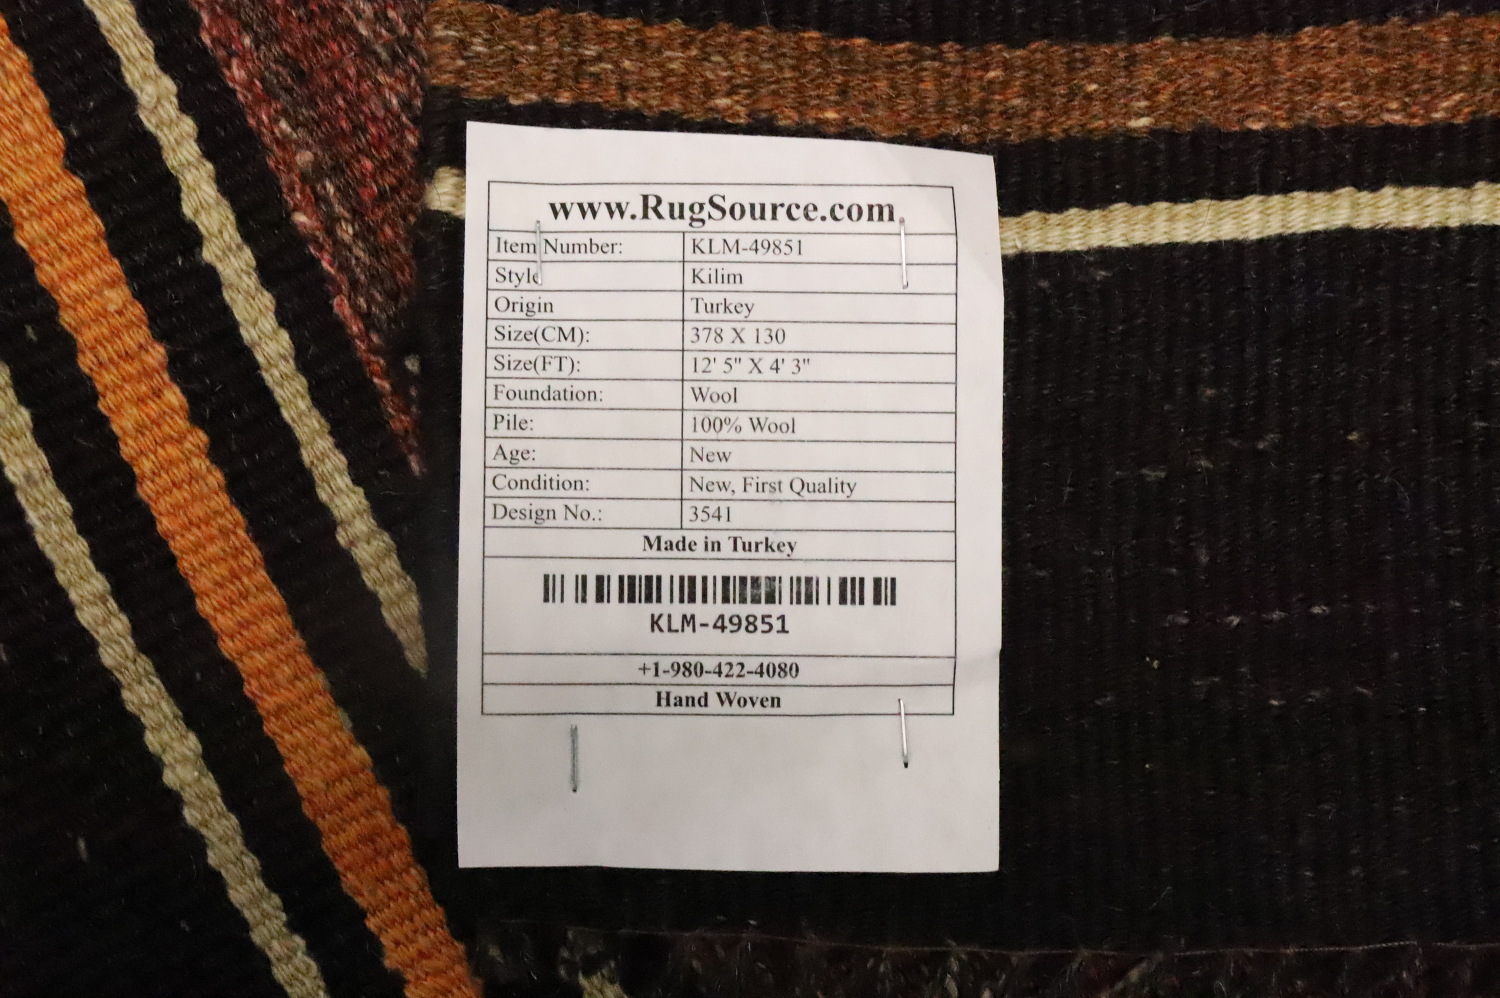 www.RugSource.com
Item Number: KLM-49851
Style Kilim
Origin Turkey
Size(CM): 378 X 130
Size(FT): 12' 5" X 4' 3"
Foundation: Wool
Pile: 100% Wool
Age: New
Condition: New, First Quality
Design No.: 3541
Made in Turkey
KLM-49851
+1-980-422-4080
Hand Woven